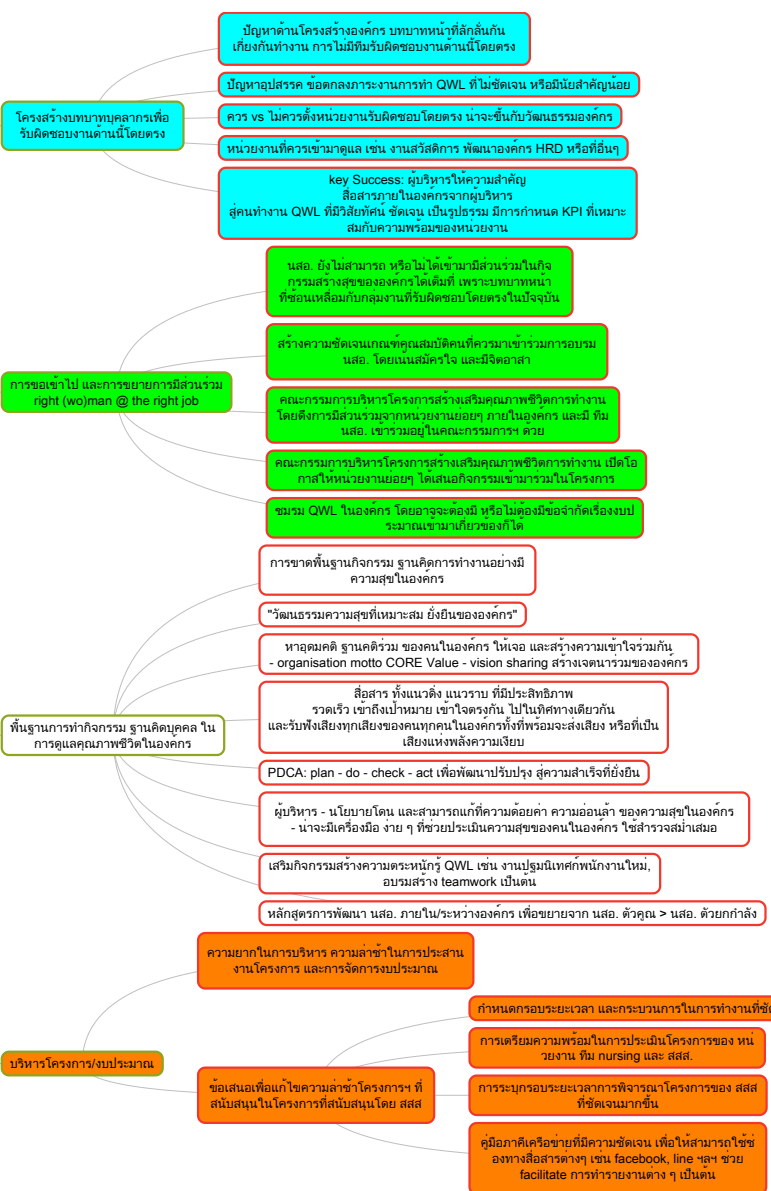 ปัญหาด้านโครงสร้างองค์กร บทบาทหน้าที่ลักลั่นกัน
เกี่ยงกันทำงาน การไม่มีทีมรับผิดชอบงานด้านนี้โดยตรง
ปัญหาอุปสรรค ข้อตกลงภาระงานการทำ QWL ที่ไม่ชัดเจน หรือมีนัยสำคัญน้อย
โครงสร้างบทบาทบุคลากรเพื่อ
รับผิดชอบงานด้านนี้โดยตรง
ควร vs ไม่ควรตั้งหน่วยงานรับผิดชอบโดยตรง น่าจะขึ้นกับวัฒนธรรมองค์กร
หน่วยงานที่ควรเข้ามาดูแล เช่น งานสวัสดิการ พัฒนาองค์กร HRD หรือที่อื่นๆ
key Success: ผู้บริหารให้ความสำคัญ
สื่อสารภายในองค์กรจากผู้บริหาร
สู่คนทำงาน QWL ที่มีวิสัยทัศน์ ชัดเจน เป็นรูปธรรม มีการกำหนด KPI ที่เหมาะ
สมกับความพร้อมของหน่วยงาน
นสอ. ยังไม่สามารถ หรือไม่ได้เข้ามามีส่วนร่วมในกิจ
กรรมสร้างสุขขององค์กรได้เต็มที่ เพราะบทบาทหน้า
ที่ซ้อนเหลื่อมกับกลุ่มงานที่รับผิดชอบโดยตรงในปัจจุบัน
สร้างความชัดเจนเกณฑ์คุณสมบัติคนที่ควรมาเข้าร่วมการอบรม
นสอ. โดยเน้นสมัครใจ และมีจิตอาสา
การขอเข้าไป และการขยายการมีส่วนร่วม
right (wo)man @ the right job
คณะกรรมการบริหารโครงการสร้างเสริมคุณภาพชีวิตการทำงาน
โดยดึงการมีส่วนร่วมจากหน่วยงานย่อยๆ ภายในองค์กร และมี ทีม
นสอ. เข้าร่วมอยู่ในคณะกรรมการฯ ด้วย
คณะกรรมการบริหารโครงการสร้างเสริมคุณภาพชีวิตการทำงาน เปิดโอ
กาสให้หน่วยงานย่อยๆ ได้เสนอกิจกรรมเข้ามาร่วมในโครงการ
ชมรม QWL ในองค์กร โดยอาจจะต้องมี หรือไม่ต้องมีข้อจำกัดเรื่องงบป
ระมาณเข้ามาเกี่ยวข้องก็ได้
การขาดพื้นฐานกิจกรรม ฐานคิดการทำงานอย่างมี
ความสุขในองค์กร
"วัฒนธรรมความสุขที่เหมาะสม ยั่งยืนขององค์กร"
หาอุดมคติ ฐานคติร่วม ของคนในองค์กร ให้เจอ และสร้างความเข้าใจร่วมกัน
- organisation motto CORE Value - vision sharing สร้างเจตนาร่วมขององค์กร
สื่อสาร ทั้งแนวดิ่ง แนวราบ ที่มีประสิทธิภาพ
รวดเร็ว เข้าถึงเป้าหมาย เข้าใจตรงกัน ไปในทิศทางเดียวกัน
และรับฟังเสียงทุกเสียงของคนทุกคนในองค์กรทั้งที่พร้อมจะส่งเสียง หรือที่เป็น
เสียงแห่งพลังความเงียบ
พื้นฐานการทำกิจกรรม ฐานคิดบุคคล ใน
การดูแลคุณภาพชีวิตในองค์กร
PDCA: plan - do - check - act เพื่อพัฒนาปรับปรุง สู่ความสำเร็จที่ยั่งยืน
ผู้บริหาร - นโยบายโดน และสามารถแก้ที่ความด้อยค่า ความอ่อนล้า ของความสุขในองค์กร
- น่าจะมีเครื่องมือ ง่าย ๆ ที่ช่วยประเมินความสุขของคนในองค์กร ใช้สำรวจสม่ำเสมอ
เสริมกิจกรรมสร้างความตระหนักรู้ QWL เช่น งานปฐมนิเทศก์พนักงานใหม่,
อบรมสร้าง teamwork เป็นต้น
หลักสูตรการพัฒนา นสอ. ภายใน/ระหว่างองค์กร เพื่อขยายจาก นสอ. ตัวคูณ > นสอ. ตัวยกกำลัง
ความยากในการบริหาร ความล่าช้าในการประสาน
งานโครงการ และการจัดการงบประมาณ
บริหารโครงการ/งบประมาณ
กำหนดกรอบระยะเวลา และกระบวนการในการทำงานที่ชัด
การเตรียมความพร้อมในการประเมินโครงการของ หน่
วยงาน ทีม nursing และ สสส.
ข้อเสนอเพื่อแก้ไขความล่าช้าโครงการฯ ที่
สนับสนุนในโครงการที่สนับสนุนโดย สสส
การระบุกรอบระยะเวลาการพิจารณาโครงการของ สสส
ที่ชัดเจนมากขึ้น
คู่มือภาคีเครือข่ายที่มีความชัดเจน เพื่อให้สามารถใช้ช่
องทางสื่อสารต่างๆ เช่น facebook, line ฯลฯ ช่วย
facilitate การทำรายงานต่าง ๆ เป็นต้น